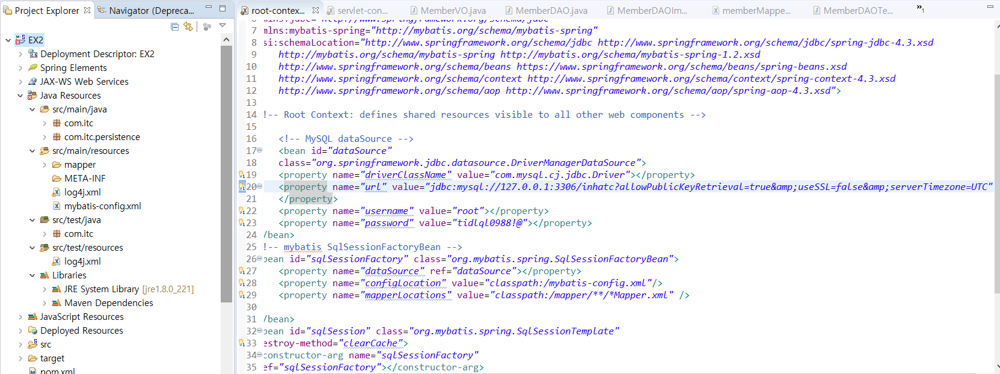 Project Explorer
Navigator (Depreca...
root-contex...
servlet-con...
MemberVO.java
MemberDAO.java
MemberDAOIm...
memberMappe...
MemberDAOTe...
»1
EX2
Deployment Descriptor: EX2
Spring Elements
JAX-WS Web Services
Java Resources
src/main/java
com.itc
com.itc.persistence
src/main/resources
mapper
META-INF
log4j.xml
mybatis-config.xml
src/test/java
com.itc
src/test/resources
log4j.xml
Libraries
JRE System Library [jre1.8.0_221]
Maven Dependencies
JavaScript Resources
Deployed Resources
src
target
pom.xml
6 mlns:jdbc="http://www.springframework.org/schema/jdbc"
7 mlns:mybatis-spring="http://mybatis.org/schema/mybatis-spring"
8 si:schemaLocation="http://www.springframework.org/schema/jdbc http://www.springframework.org/schema/jdbc/spring-jdbc-4.3.xsd
9 http://mybatis.org/schema/mybatis-spring http://mybatis.org/schema/mybatis-spring-1.2.xsd
10 http://www.springframework.org/schema/beans https://www.springframework.org/schema/beans/spring-beans.xsd
11 http://www.springframework.org/schema/context http://www.springframework.org/schema/context/spring-context-4.3.xsd
12 http://www.springframework.org/schema/aop http://www.springframework.org/schema/aop/spring-aop-4.3.xsd">
13
14 !-- Root Context: defines shared resources visible to all other web components -->
15
16 <!-- MySQL dataSource -->
17 <bean id="dataSource"
18 class="org.springframework.jdbc.datasource.DriverManagerDataSource">
19 <property name="driverClassName" value="com.mysql.cj.jdbc.Driver"></property>
20 <property name="url" value="jdbc:mysql://127.0.0.1:3306/inhatc?allowPublicKeyRetrieval=true&amp;useSSL=false&amp;serverTimezone=UTC"
21 </property>
22 <property name="username" value="root"></property>
23 <property name="password" value="tidlql0988!@"></property>
24 /bean>
25 !-- mybatis SqlSessionFactoryBean -->
26 bean id="sqlSessionFactory" class="org.mybatis.spring.SqlSessionFactoryBean">
27 <property name="dataSource" ref="dataSource"></property>
28 <property name="configLocation" value="classpath:/mybatis-config.xml"/>
29 <property name="mapperLocations" value="classpath:/mapper/**/*Mapper.xml" />
30
31 /bean>
32 bean id="sqlSession" class="org.mybatis.spring.SqlSessionTemplate"
33 estroy-method="clearCache">
34 constructor-arg name="sqlSessionFactory"
35 ef="sqlSessionFactory"></constructor-arg>